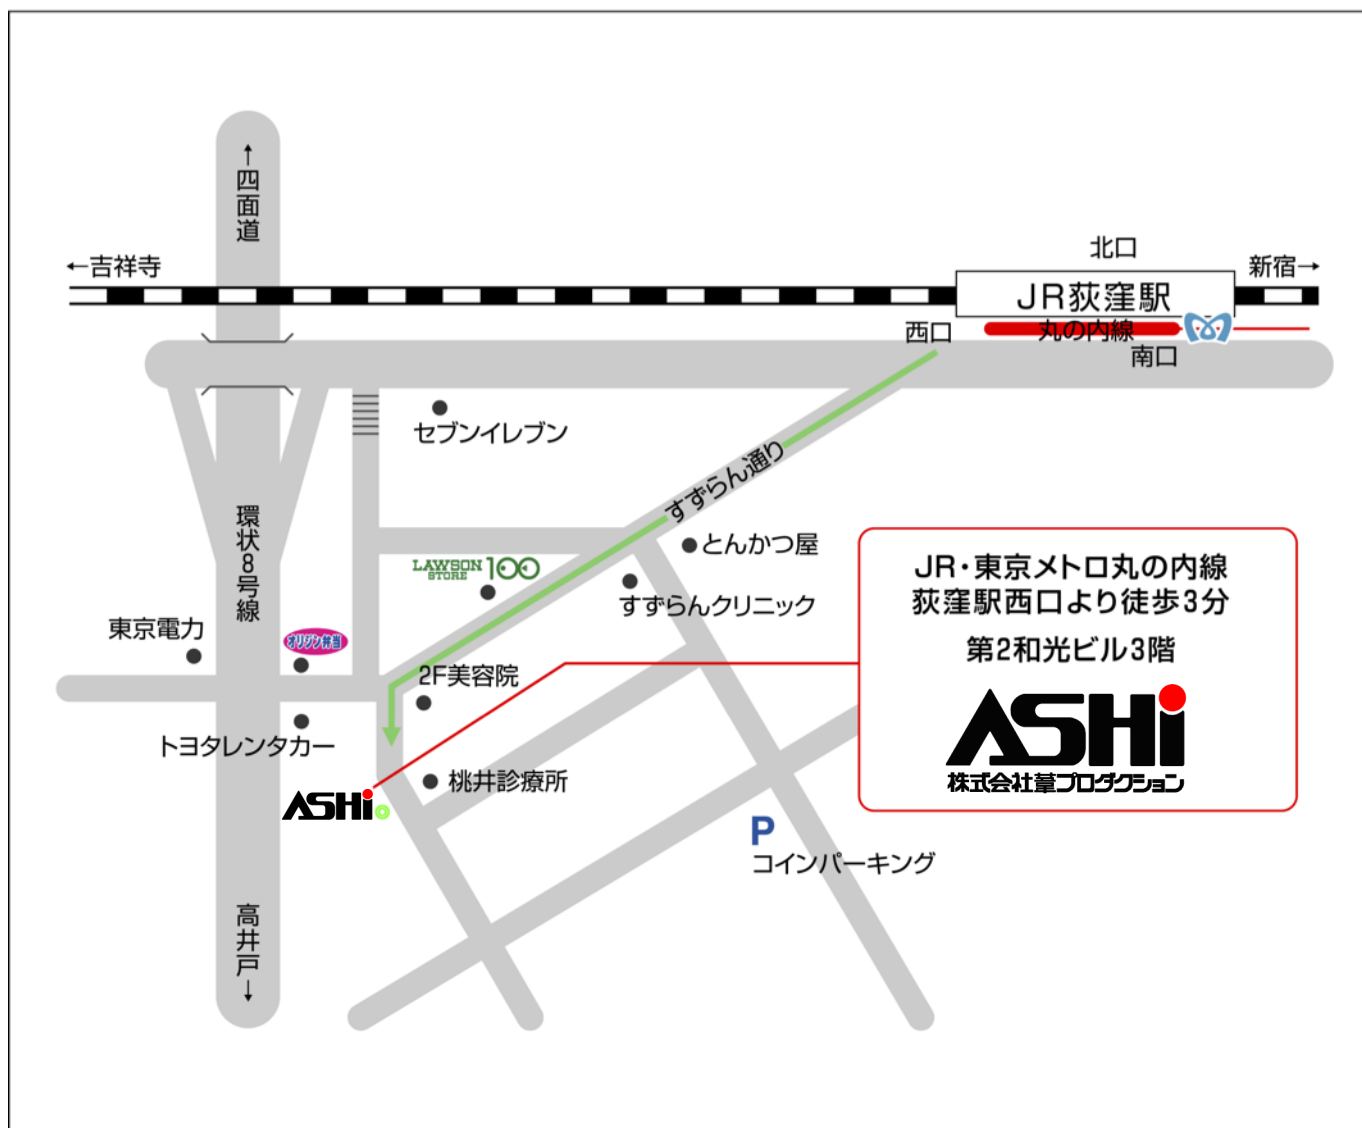 ↑四面道
←吉祥寺
北口
新宿→
JR荻窪駅
西口
丸の内線
南口
セブンイレブン
すずらん通り
環状8号線
とんかつ屋
LAWSON
STORE
100
すずらんクリニック
JR・東京メトロ丸の内線
荻窪駅西口より徒歩3分
第2和光ビル3階
ASHi
株式会社葦プロダクション
東京電力
オリジン弁当
2F美容院
トヨタレンタカー
桃井診療所
ASHi
P
コインパーキング
高井戸↓